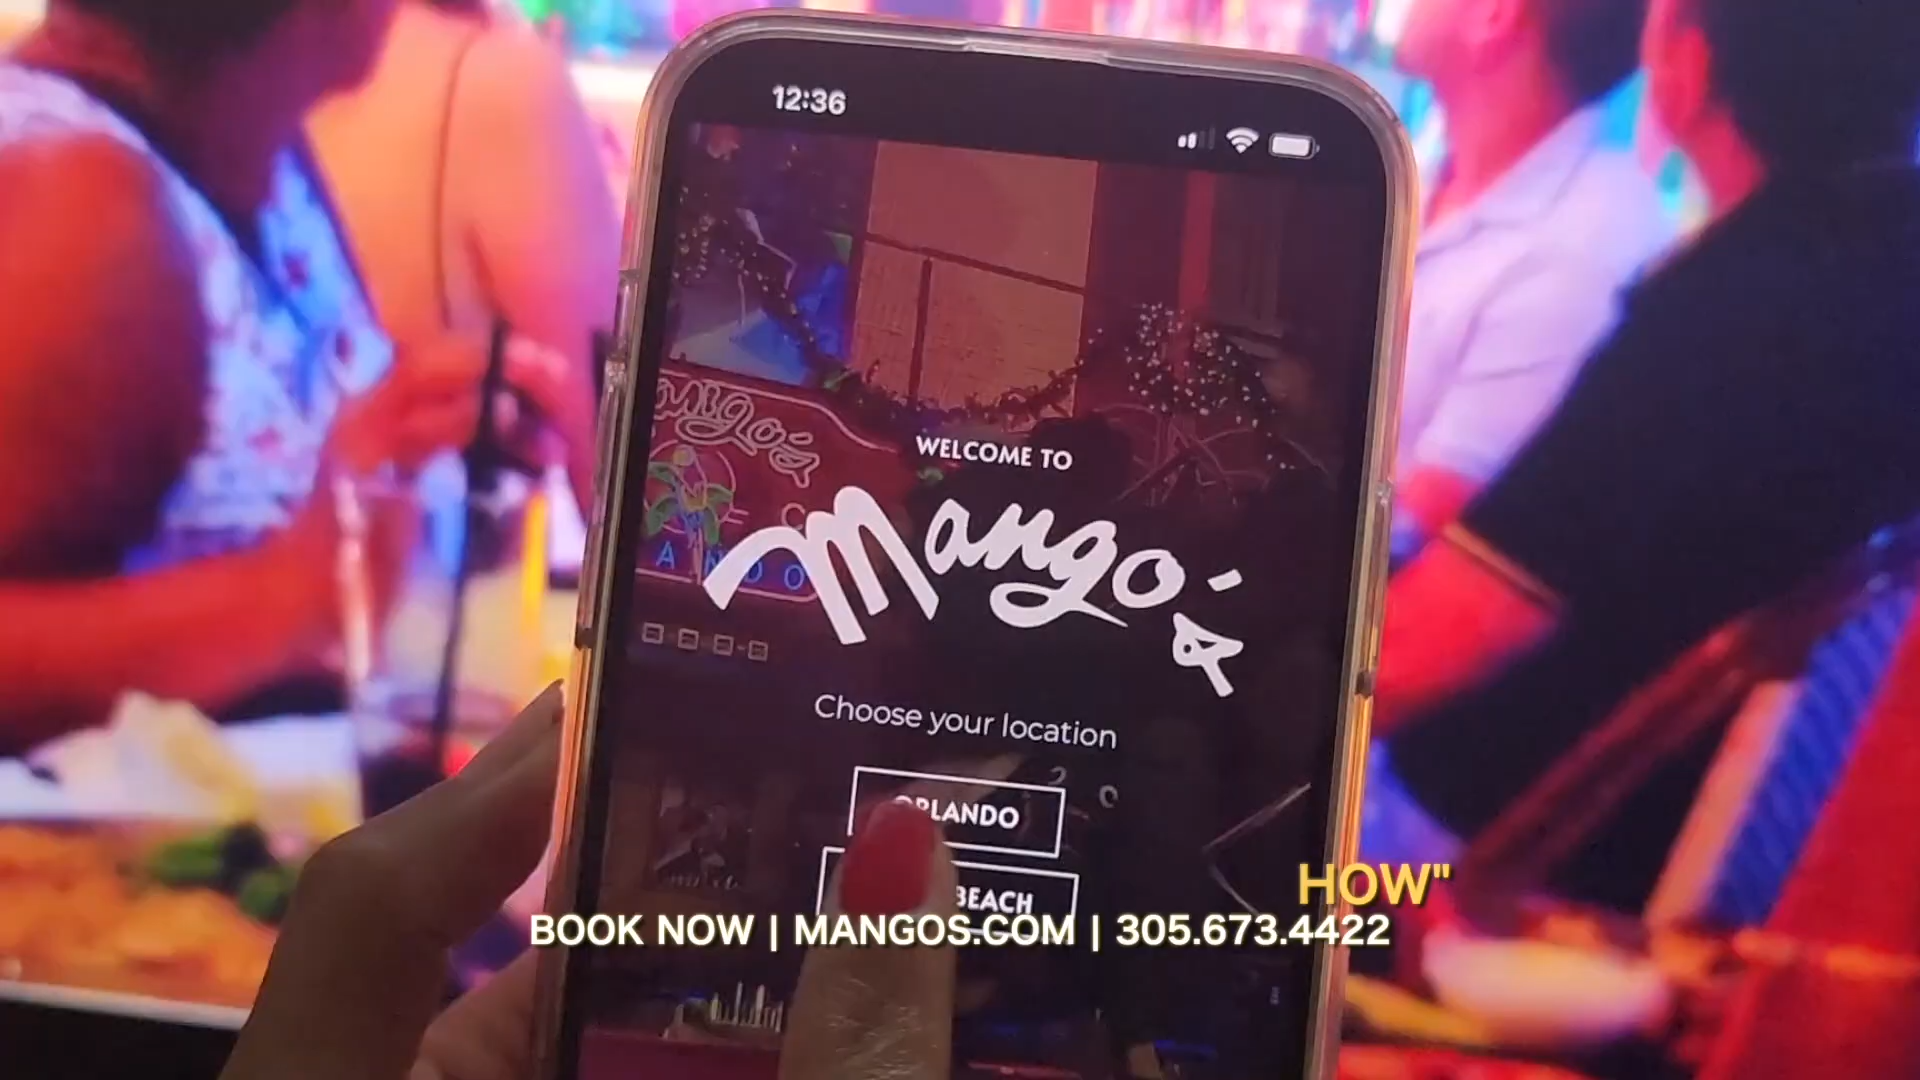 12:36
WELCOME TO
Mango's
Choose your location
ORLANDO
BEACH
HOW"
BOOK NOW | MANGOS.COM | 305.673.4422